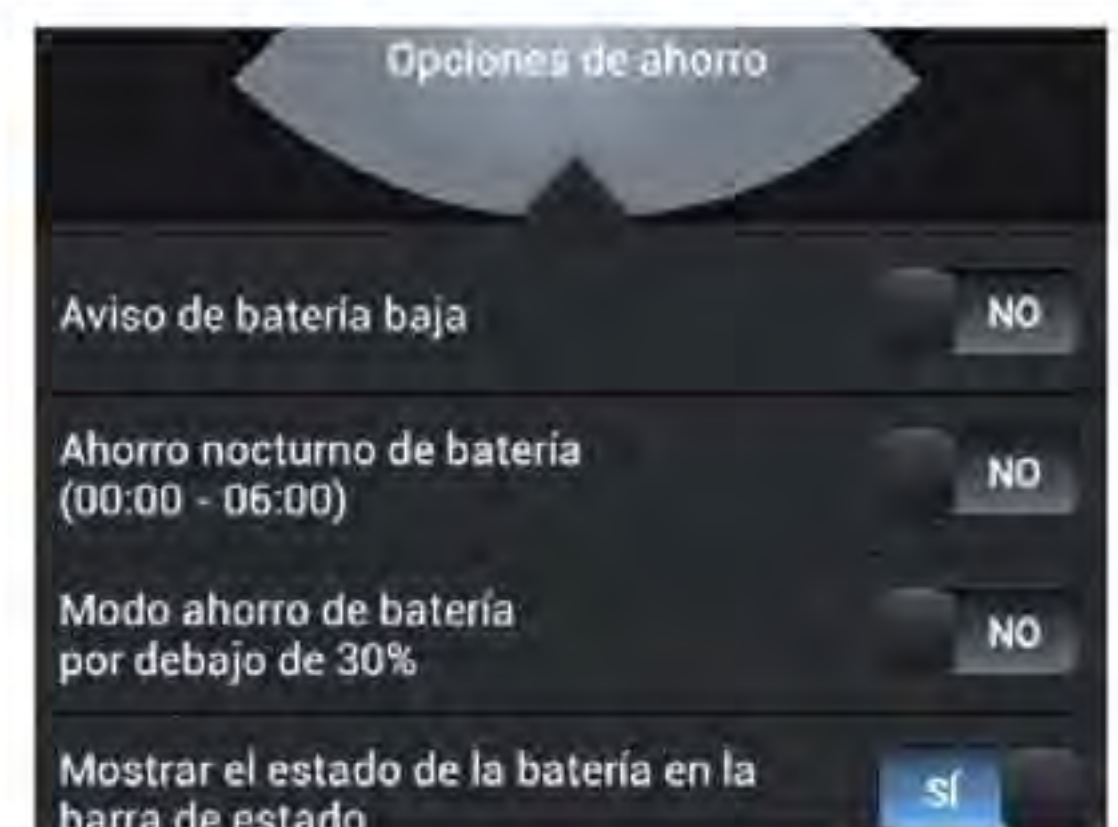 Opciones de ahorro
Aviso de batería baja
NO
Ahorro nocturno de batería
(00:00 - 06:00)
NO
Modo ahorro de batería
por debajo de 30%
NO
Mostrar el estado de la batería en la
barra de estado
SÍ